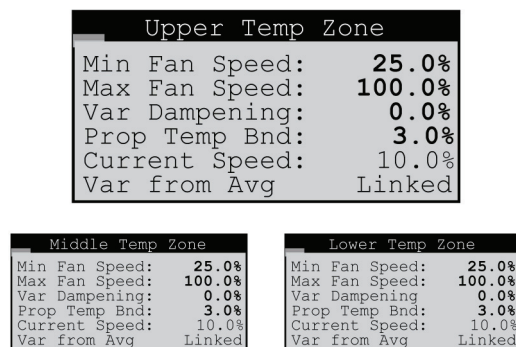 Upper Temp Zone
Min Fan Speed: 25.0%
Max Fan Speed: 100.0%
Var Dampening: 0.0%
Prop Temp Bnd: 3.0%
Current Speed: 10.0%
Var from Avg Linked
Middle Temp Zone
Min Fan Speed: 25.0%
Max Fan Speed: 100.0%
Var Dampening: 0.0%
Prop Temp Bnd: 3.0%
Current Speed: 10.0%
Var from Avg Linked
Lower Temp Zone
Min Fan Speed: 25.0%
Max Fan Speed: 100.0%
Var Dampening 0.0%
Prop Temp Bnd: 3.0%
Current Speed: 10.0%
Var from Avg Linked